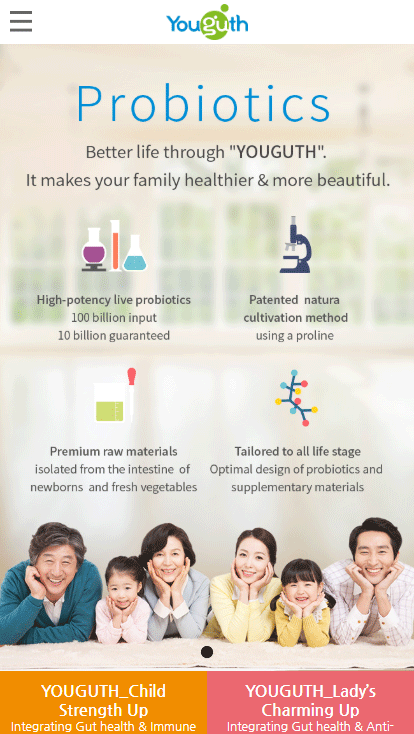 Youguth
Probiotics
Better life through "YOUGUTH".
It makes your family healthier & more beautiful.
High-potency live probiotics
100 billion input
10 billion guaranteed
Patented natura
cultivation method
using a proline
Premium raw materials
isolated from the intestine of
newborns and fresh vegetables
Tailored to all life stage
Optimal design of probiotics and
supplementary materials
YOUGUTH_Child
Strength Up
Integrating Gut health & Immune
YOUGUTH_Lady's
Charming Up
Integrating Gut health & Anti-